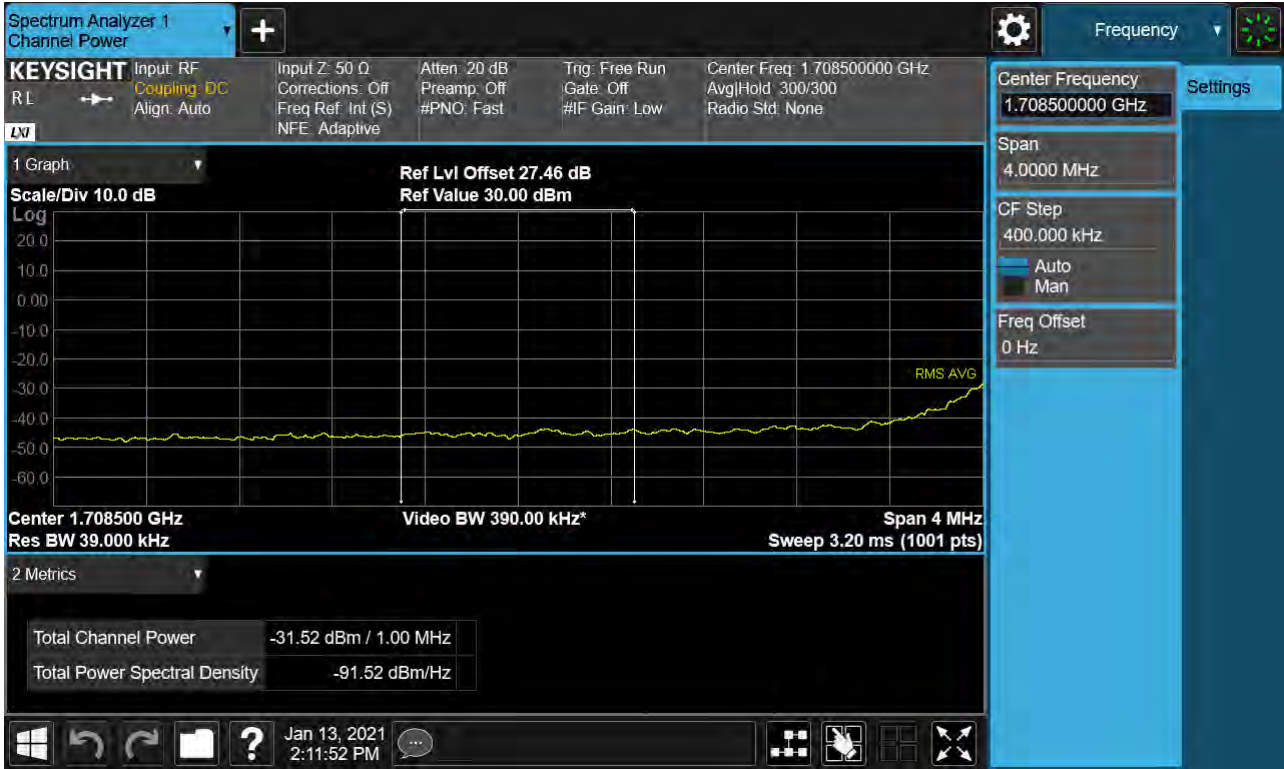 Spectrum Analyzer 1
Channel Power
Frequency
KEYSIGHT
R L
LXI
Input: RF
Coupling: DC
Align: Auto
Input Z: 50 Ω
Corrections: Off
Freq Ref: Int (S)
NFE: Adaptive
Atten: 20 dB
Preamp: Off
#PNO: Fast
Trig: Free Run
Gate: Off
#IF Gain: Low
Center Freq: 1.708500000 GHz
Avg|Hold: 300/300
Radio Std: None
Center Frequency
1.708500000 GHz
Settings
Span
4.0000 MHz
CF Step
400.000 kHz
Auto
Man
Freq Offset
0 Hz
1 Graph
Scale/Div 10.0 dB
Ref Lvl Offset 27.46 dB
Ref Value 30.00 dBm
Log
20.0
10.0
0.00
-10.0
-20.0
-30.0
-40.0
-50.0
-60.0
RMS AVG
Center 1.708500 GHz
Res BW 39.000 kHz
Video BW 390.00 kHz*
Span 4 MHz
Sweep 3.20 ms (1001 pts)
2 Metrics
Total Channel Power -31.52 dBm / 1.00 MHz
Total Power Spectral Density -91.52 dBm/Hz
?
Jan 13, 2021
2:11:52 PM